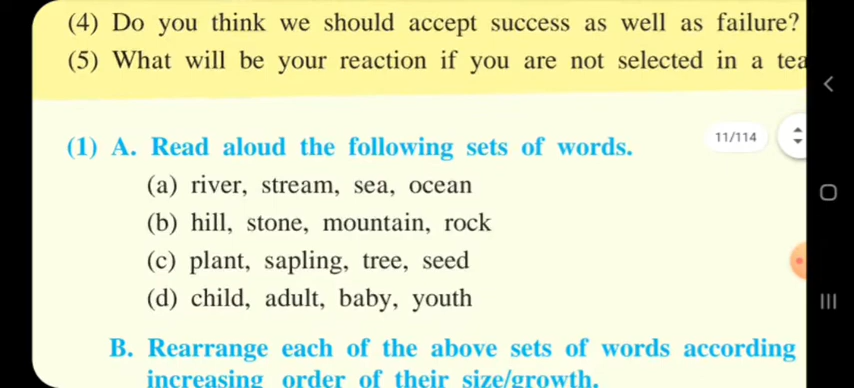 (4) Do you think we should accept success as well as failure?
(5) What will be your reaction if you are not selected in a
11/114
(1) A. Read aloud the following sets of words.
(a) river, stream, sea, ocean
(b) hill, stone, mountain, rock
(c) plant, sapling, tree, seed
(d) child, adult, baby, youth
B. Rearrange each of the above sets of words according
increasing order of their size/growth.